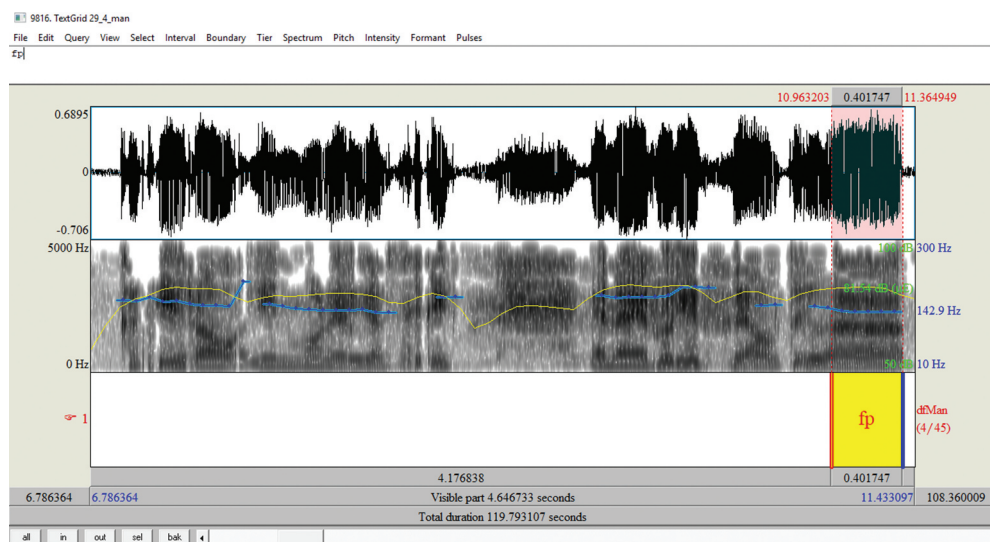 9816. TextGrid 29_4_man
File Edit Query View Select Interval Boundary Tier Spectrum Pitch Intensity Formant Pulses
fp
10.963203 0.401747 11.364949
0.6895
0
-0.706
5000 Hz 300 Hz
142.9 Hz
0 Hz 10 Hz
1 fp dfMan
(4/45)
4.176838 0.401747
6.786364 6.786364 Visible part 4.646733 seconds 11.433097 108.360009
Total duration 119.793107 seconds
all in out sel bak